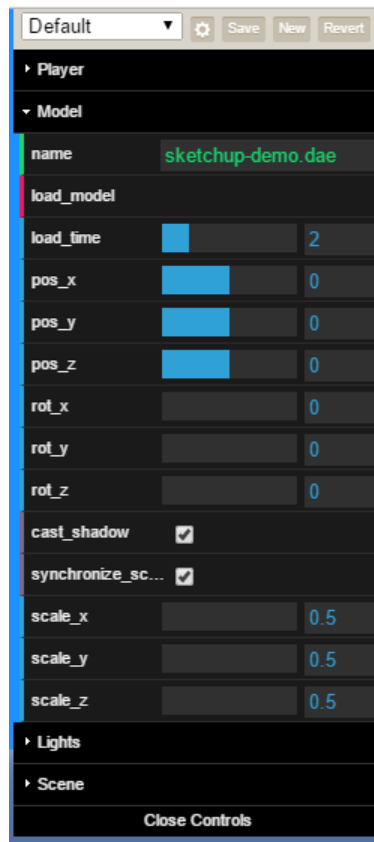 Default Save New Revert
Player
Model
name sketchup-demo.dae
load_model
load_time 2
pos_x 0
pos_y 0
pos_z 0
rot_x 0
rot_y 0
rot_z 0
cast_shadow
synchronize_sc...
scale_x 0.5
scale_y 0.5
scale_z 0.5
Lights
Scene
Close Controls